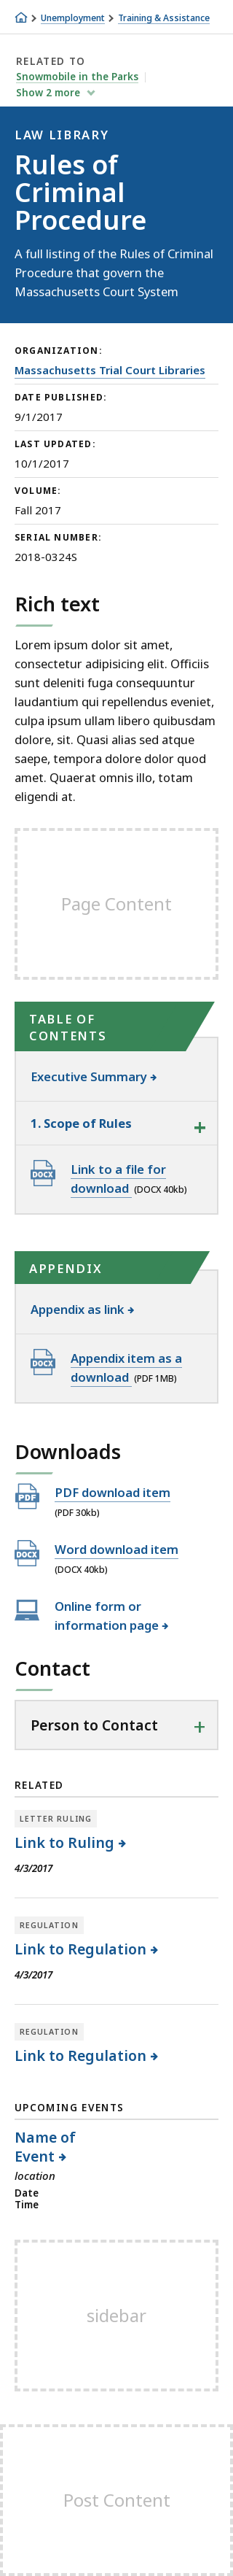 Unemployment Training & Assistance
RELATED TO
Snowmobile in the Parks
Show 2 more
LAW LIBRARY
Rules of
Criminal
Procedure
A full listing of the Rules of Criminal
Procedure that govern the
Massachusetts Court System
ORGANIZATION:
Massachusetts Trial Court Libraries
DATE PUBLISHED:
9/1/2017
LAST UPDATED:
10/1/2017
VOLUME:
Fall 2017
SERIAL NUMBER:
2018-0324S
Rich text
Lorem ipsum dolor sit amet,
consectetur adipisicing elit. Officiis
sunt deleniti fuga consequuntur
laudantium qui repellendus eveniet,
culpa ipsum ullam libero quibusdam
dolore, sit. Quasi alias sed atque
saepe, tempora dolore dolor quod
amet. Quaerat omnis illo, totam
eligendi at.
Page Content
TABLE OF
CONTENTS
Executive Summary
1. Scope of Rules
DOCX Link to a file for
download (DOCX 40kb)
APPENDIX
Appendix as link
DOCX Appendix item as a
download (PDF 1MB)
Downloads
PDF PDF download item
(PDF 30kb)
DOCX Word download item
(DOCX 40kb)
Online form or
information page
Contact
Person to Contact
RELATED
LETTER RULING
Link to Ruling
4/3/2017
REGULATION
Link to Regulation
4/3/2017
REGULATION
Link to Regulation
UPCOMING EVENTS
Name of
Event
location
Date
Time
sidebar
Post Content